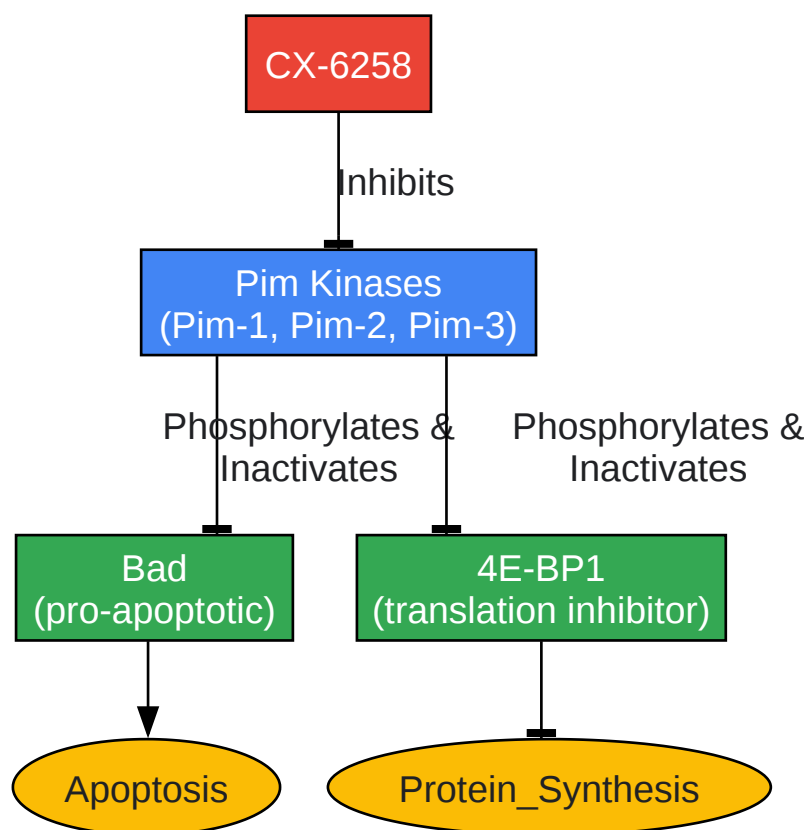 CX-6258
Inhibits
Pim Kinases
(Pim-1, Pim-2, Pim-3)
Phosphorylates &
Inactivates
Phosphorylates &
Inactivates
Bad
(pro-apoptotic)
4E-BP1
(translation inhibitor)
Apoptosis
Protein_Synthesis